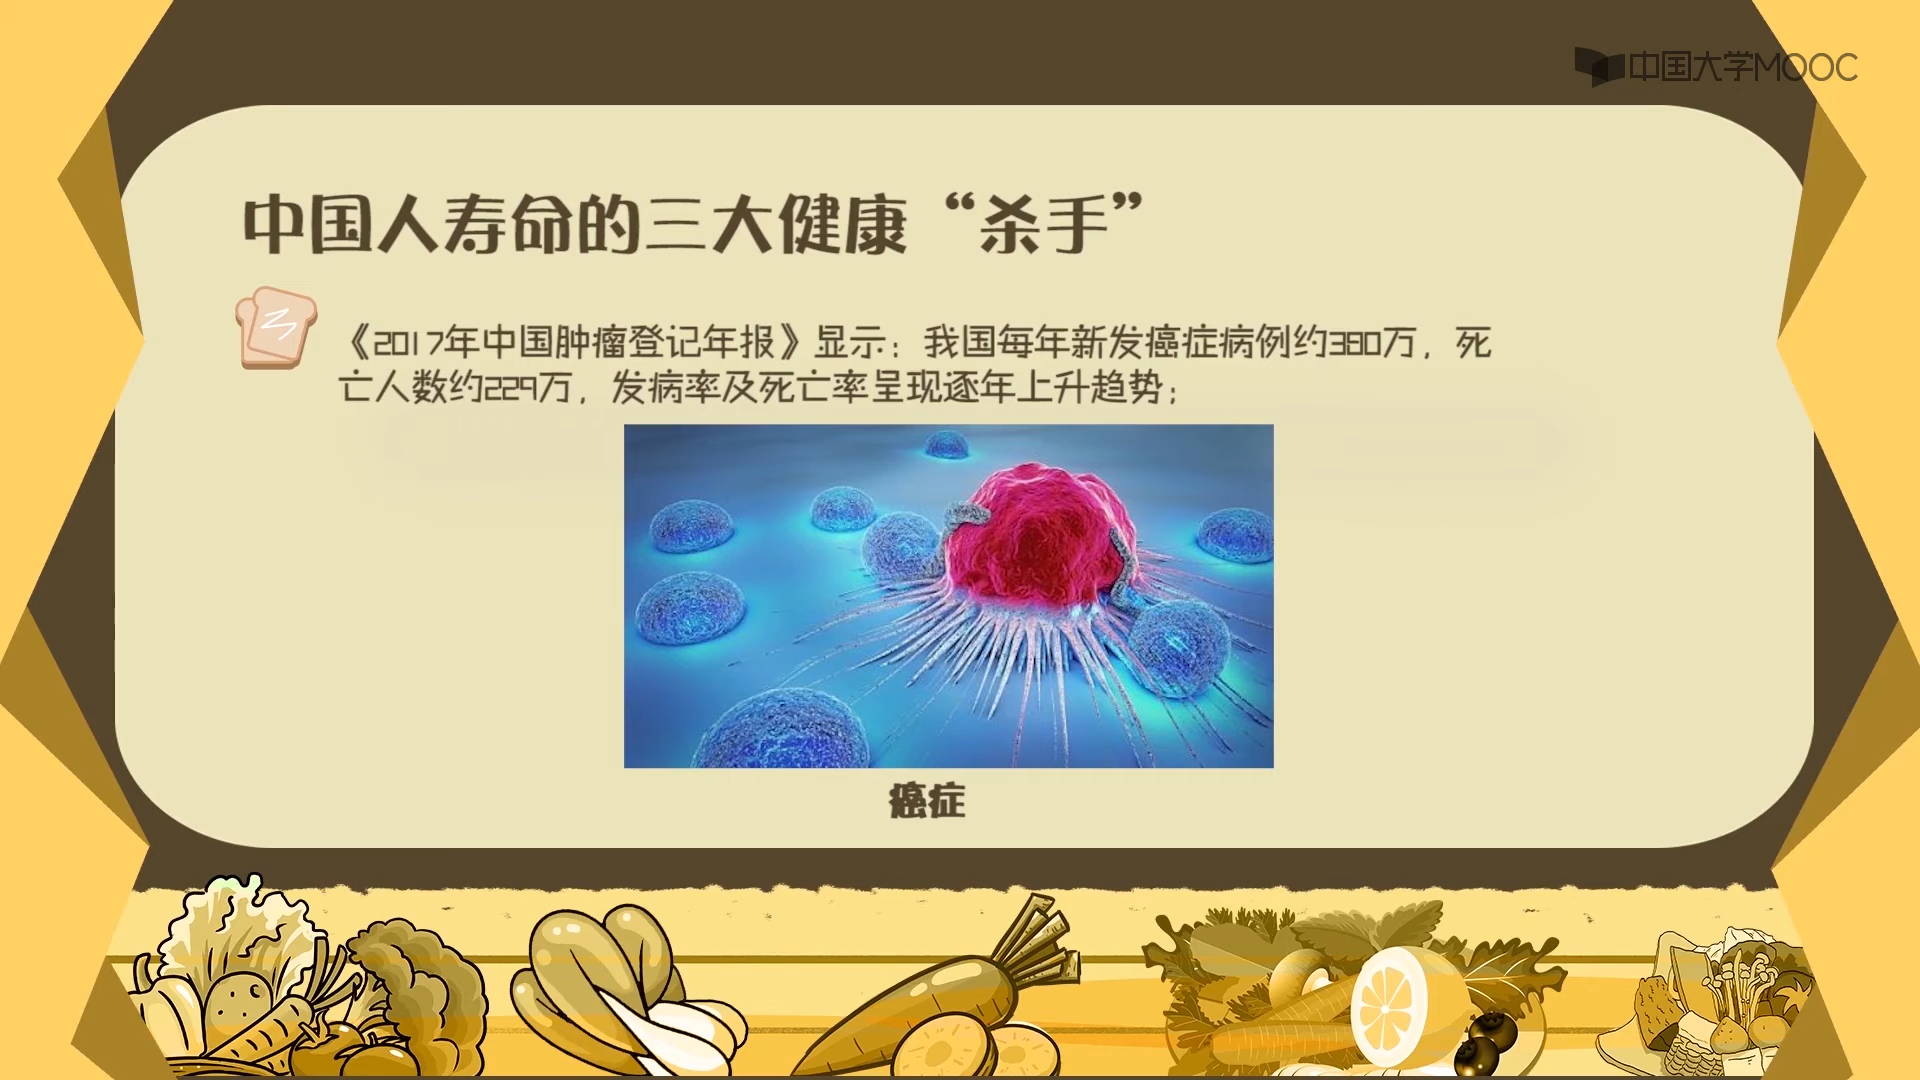 中国大学MOOC
中国人寿命的三大健康“杀手”
《2017年中国肿瘤登记年报》显示：我国每年新发癌症病例约380万，死
亡人数约229万，发病率及死亡率呈现逐年上升趋势；
癌症